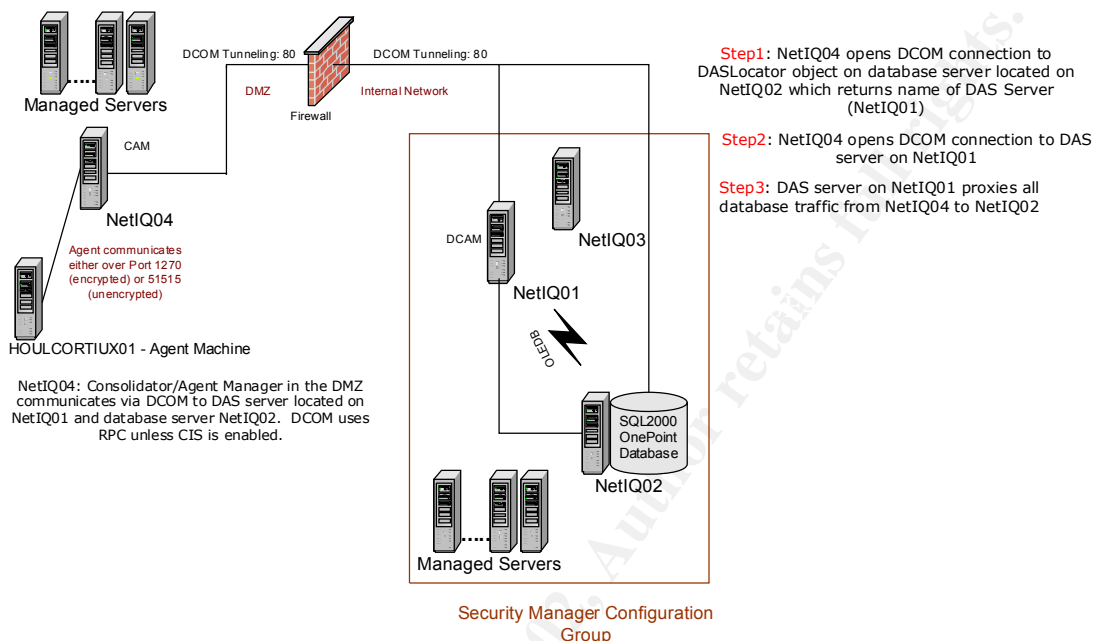 DCOM Tunneling: 80
DCOM Tunneling: 80
DMZ
Internal Network
Firewall
Managed Servers
CAM
NetIQ04
Agent communicates
either over Port 1270
(encrypted) or 51515
(unencrypted)
HOULCORTIUX01 - Agent Machine
NetIQ04: Consolidator/Agent Manager in the DMZ
communicates via DCOM to DAS server located on
NetIQ01 and database server NetIQ02. DCOM uses
RPC unless CIS is enabled.
Step1: NetIQ04 opens DCOM connection to
DASLocator object on database server located on
NetIQ02 which returns name of DAS Server
(NetIQ01)
Step2: NetIQ04 opens DCOM connection to DAS
server on NetIQ01
Step3: DAS server on NetIQ01 proxies all
database traffic from NetIQ04 to NetIQ02
NetIQ03
DCAM
NetIQ01
OLEDB
SQL2000
OnePoint
Database
NetIQ02
Managed Servers
Security Manager Configuration
Group
02, Author retains full rights.